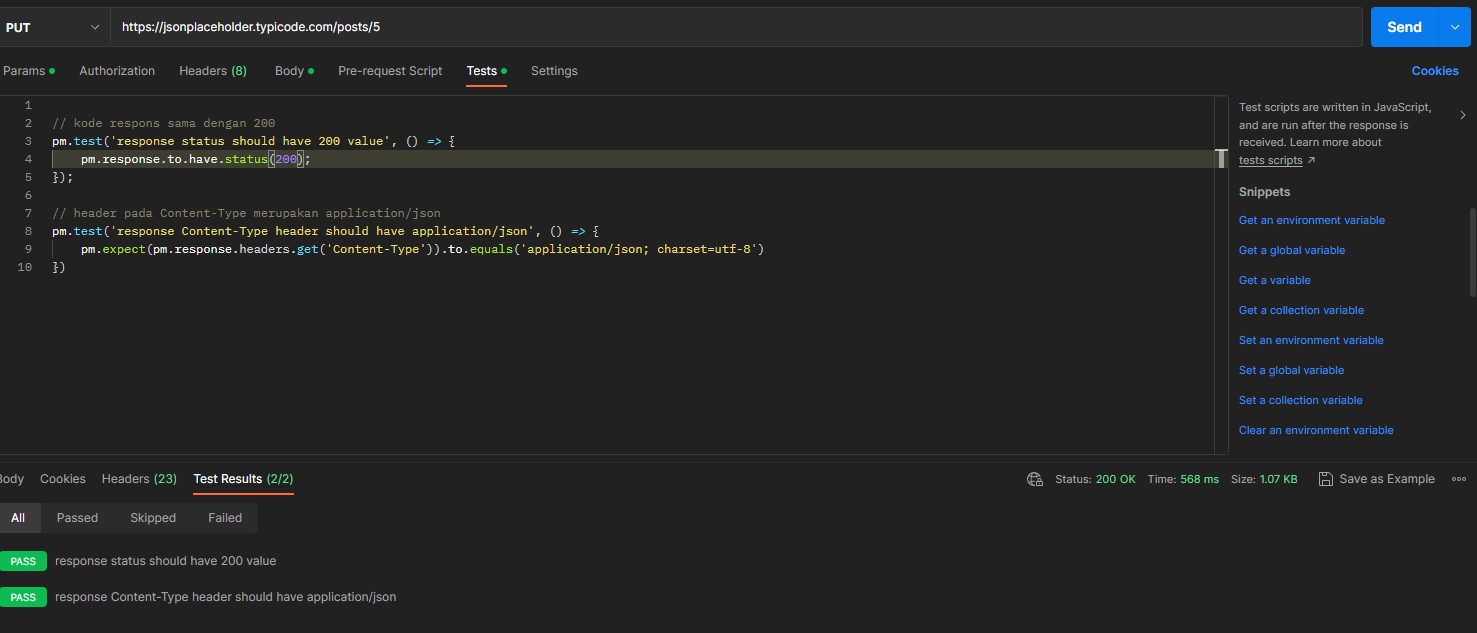 PUT https://jsonplaceholder.typicode.com/posts/5 Send
Params Authorization Headers (8) Body Pre-request Script Tests Settings Cookies
1
2 // kode respons sama dengan 200
3 pm.test('response status should have 200 value', () => {
4 pm.response.to.have.status(200);
5 });
6
7 // header pada Content-Type merupakan application/json
8 pm.test('response Content-Type header should have application/json', () => {
9 pm.expect(pm.response.headers.get('Content-Type')).to.equals('application/json; charset=utf-8')
10 })
Test scripts are written in JavaScript,
and are run after the response is
received. Learn more about
tests scripts ↗
Snippets
Get an environment variable
Get a global variable
Get a variable
Get a collection variable
Set an environment variable
Set a global variable
Set a collection variable
Clear an environment variable
Body Cookies Headers (23) Test Results (2/2) Status: 200 OK Time: 568 ms Size: 1.07 KB Save as Example
All Passed Skipped Failed
PASS response status should have 200 value
PASS response Content-Type header should have application/json